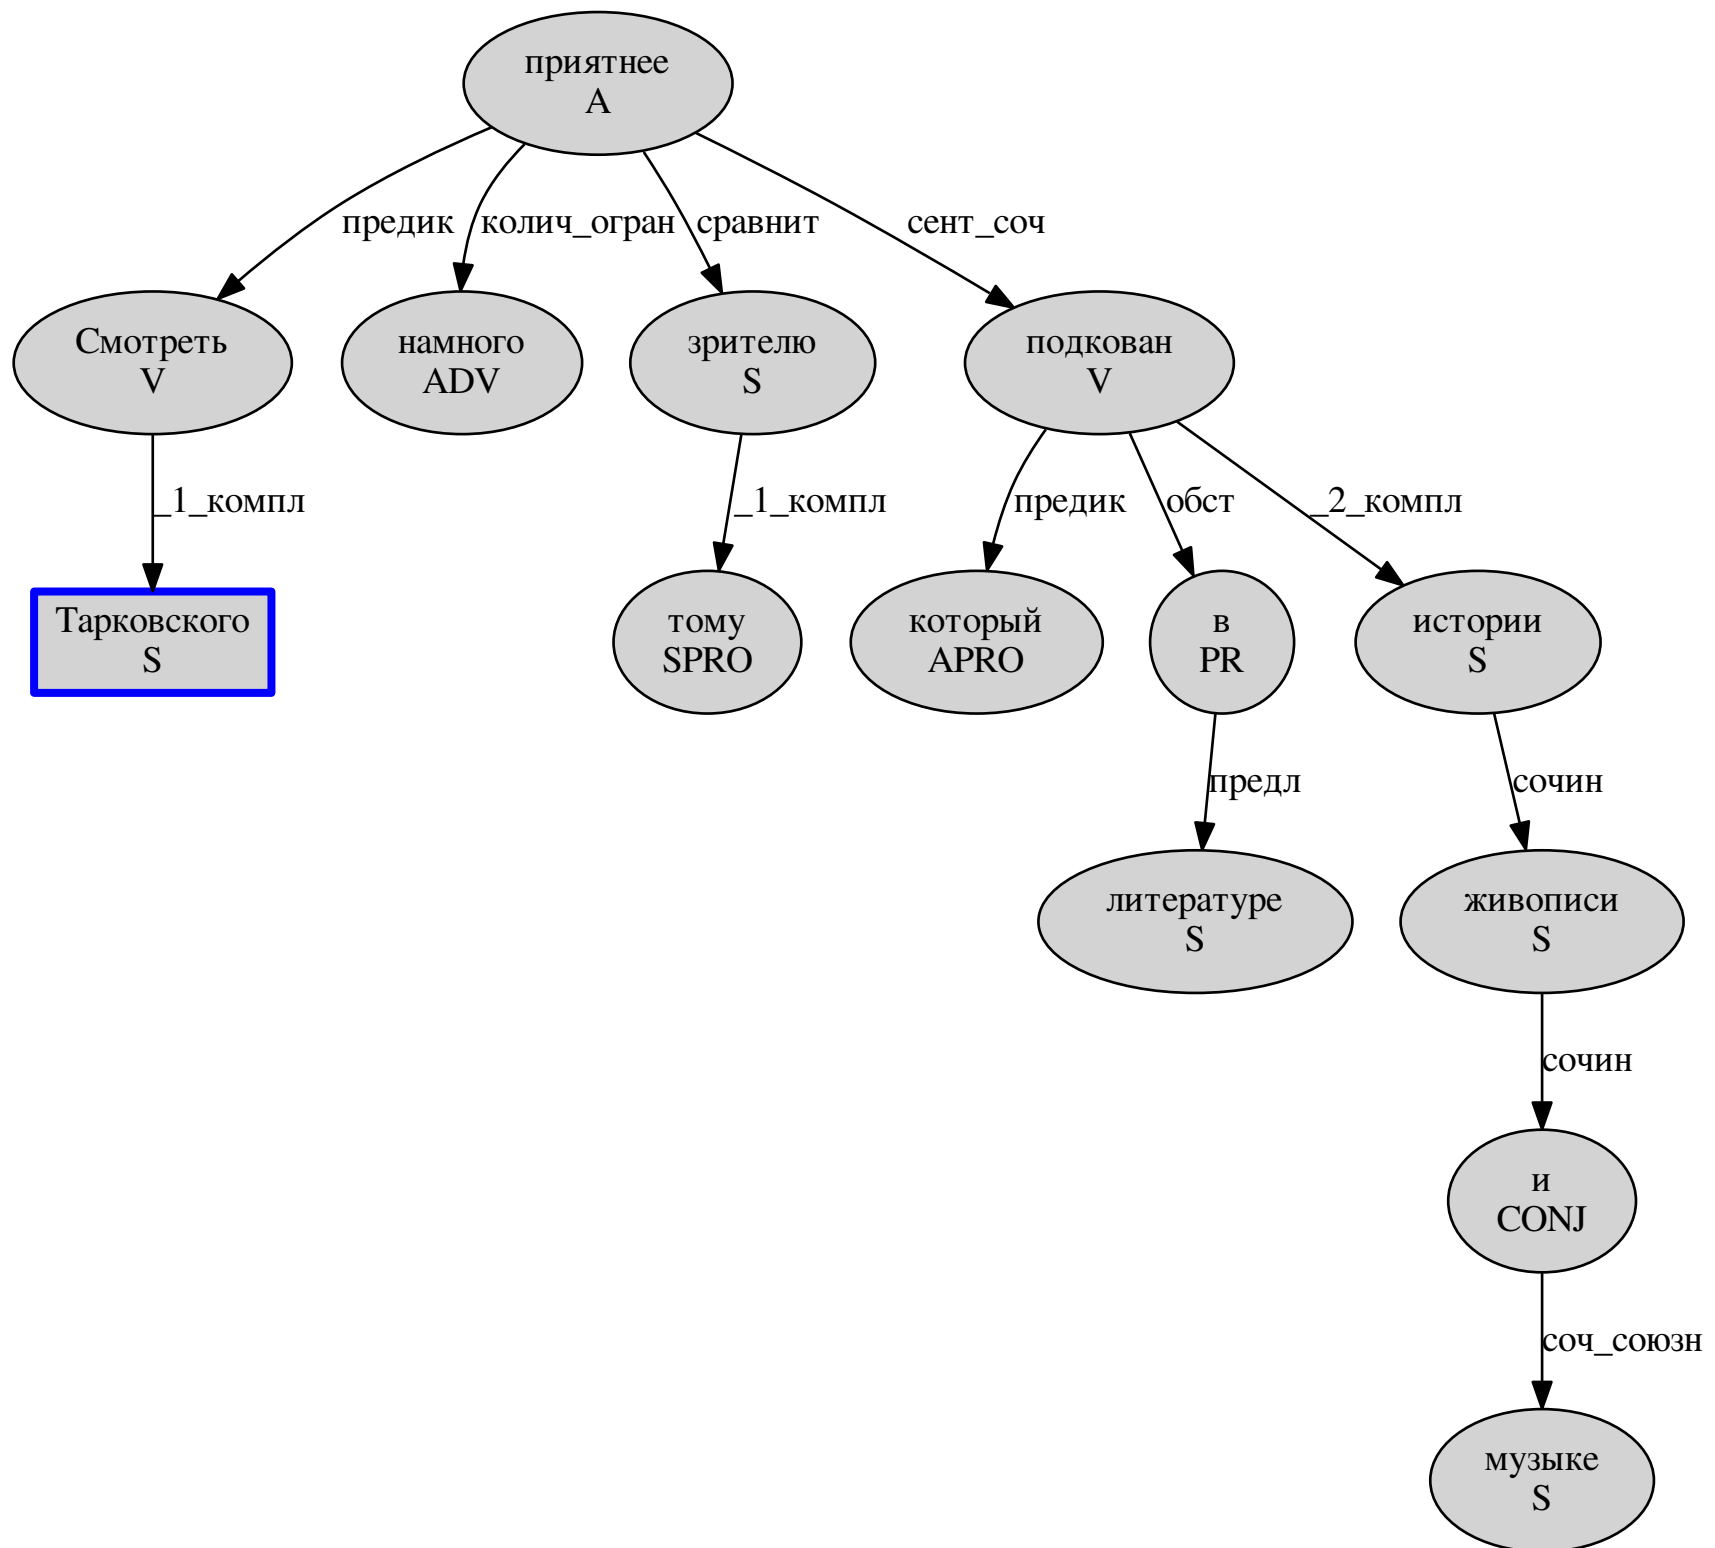 приятнее
A
предик
колич_огран
сравнит
сент_соч
Смотреть
V
намного
ADV
зрителю
S
подкован
V
_1_компл
_1_компл
предик
обст
_2_компл
Тарковского
S
тому
SPRO
который
APRO
в
PR
истории
S
предл
сочин
литературе
S
живописи
S
сочин
и
CONJ
соч_союзн
музыке
S